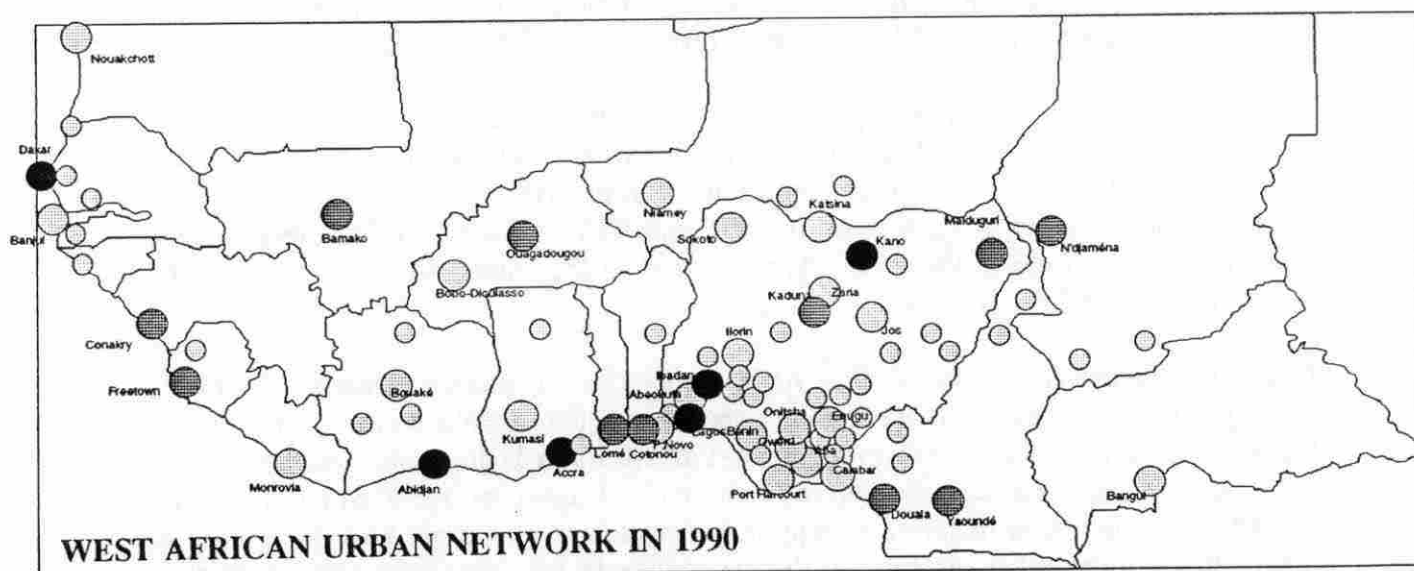 Nouakchott
Dakar
Banjul
Bamako
Ouagadougou
Bobo-Dioulasso
Niamey
Sokoto
Katsina
Kano
Maiduguri
N'djaména
Zaria
Kaduna
Jos
Conakry
Freetown
Monrovia
Bouaké
Abidjan
Kumasi
Accra
Lomé
Cotonou
P.Novo
Ilorin
Ibadan
Abeokuta
Lagos
Benin
Onitsha
Enugu
Owerri
Aba
Calabar
Port Harcourt
Douala
Yaoundé
Bangui
WEST AFRICAN URBAN NETWORK IN 1990